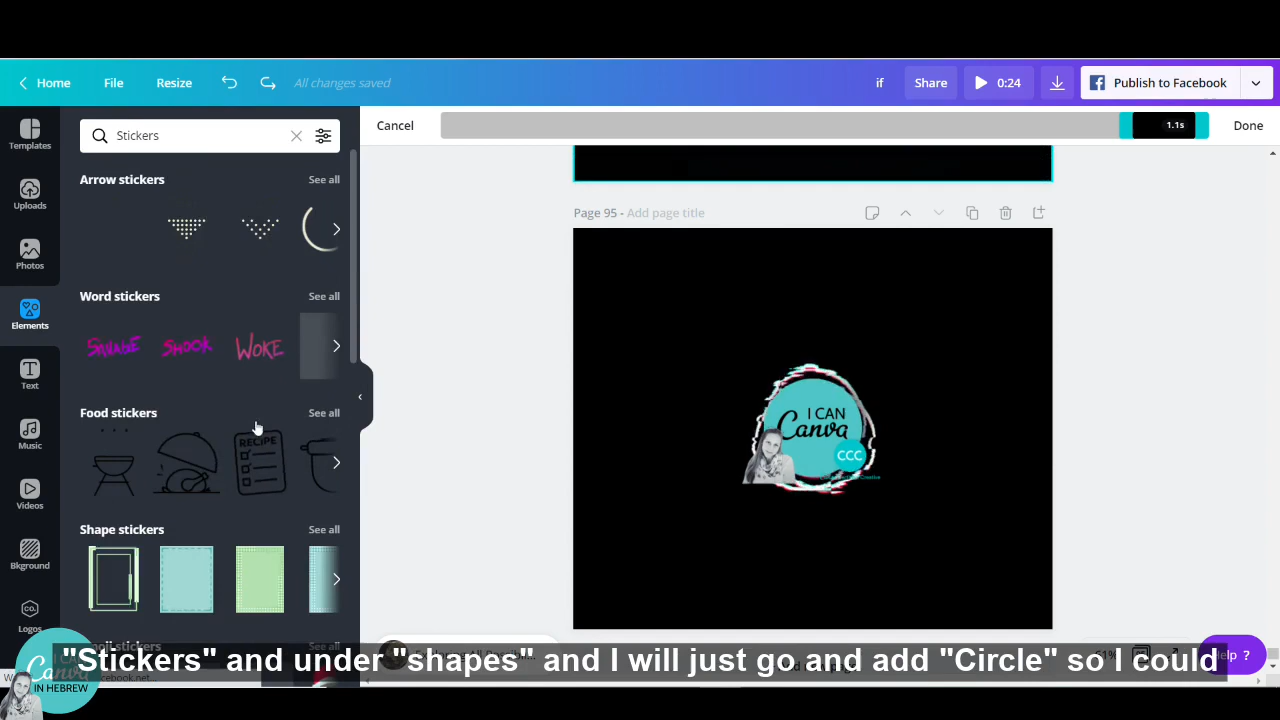 Home File Resize All changes saved if Share 0:24 Publish to Facebook
Templates
Uploads
Photos
Elements
Text
Music
Videos
Bkground
Logos
Stickers
Cancel 1.1s Done
Arrow stickers See all
Word stickers See all
SAVAGE SHOOK WOKE
Food stickers See all
RECIPE
Shape stickers See all
Page 95 - Add page title
I CAN
Canva
CCC
"Stickers" and under "shapes" and I will just go and add "Circle" so I could
61%
Help ?
IN HEBREW